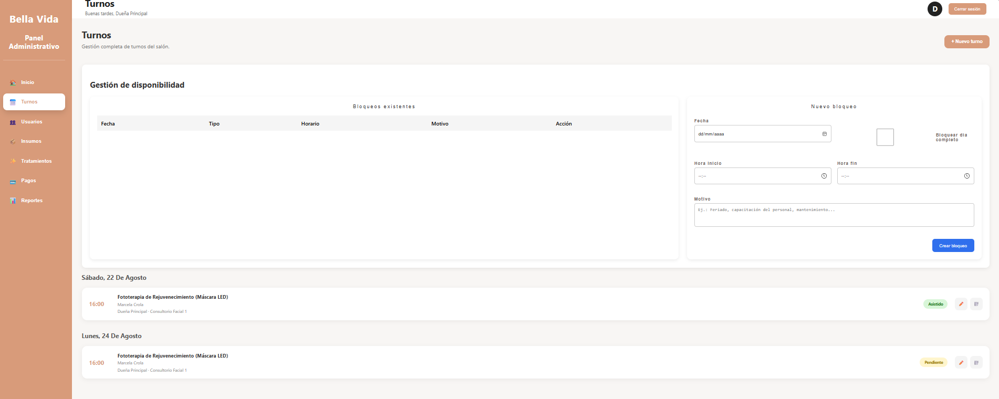 Bella Vida
Panel
Administrativo
Inicio
Turnos
Usuarios
Insumos
Tratamientos
Pagos
Reportes
Turnos
Buenas tardes, Dueña Principal
D
Cerrar sesión
Turnos
Gestión completa de turnos del salón.
+ Nuevo turno
Gestión de disponibilidad
Bloqueos existentes
Fecha Tipo Horario Motivo Acción
Nuevo bloqueo
Fecha
dd/mm/aaaa
Bloquear día
completo
Hora inicio
--:--
Hora fin
--:--
Motivo
Ej.: Feriado, capacitación del personal, mantenimiento...
Crear bloqueo
Sábado, 22 De Agosto
16:00
Fototerapia de Rejuvenecimiento (Máscara LED)
Marcela Crola
Dueña Principal · Consultorio Facial 1
Asistido
Lunes, 24 De Agosto
16:00
Fototerapia de Rejuvenecimiento (Máscara LED)
Marcela Crola
Dueña Principal · Consultorio Facial 1
Pendiente